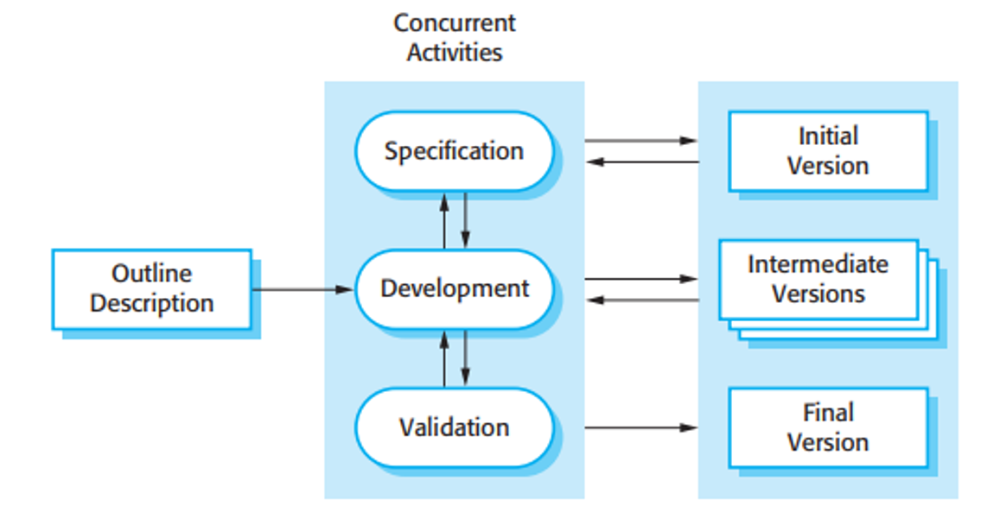 Concurrent
Activities
Specification
Initial
Version
Outline
Description
Development
Intermediate
Versions
Validation
Final
Version